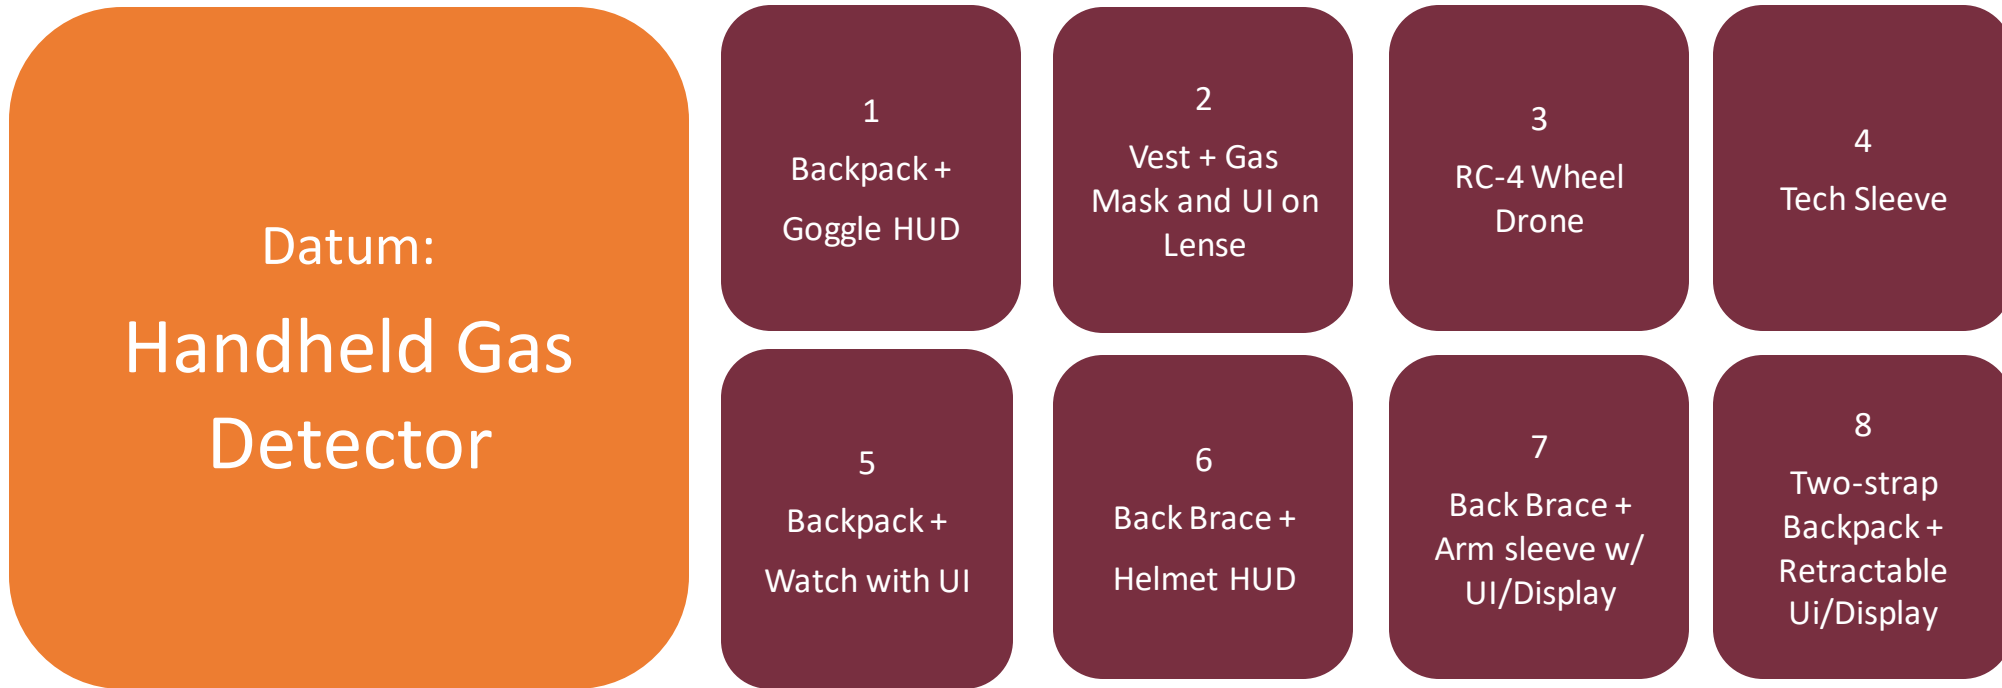 Datum:
Handheld Gas
Detector
1
Backpack +
Goggle HUD
2
Vest + Gas
Mask and UI on
Lense
3
RC-4 Wheel
Drone
4
Tech Sleeve
5
Backpack +
Watch with UI
6
Back Brace +
Helmet HUD
7
Back Brace +
Arm sleeve w/
UI/Display
8
Two-strap
Backpack +
Retractable
Ui/Display